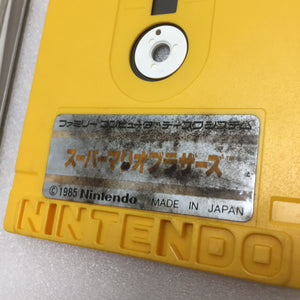 ファミリーコンピュータ ディスクシステム
スーパーマリオブラザーズ
©1985 Nintendo MADE IN JAPAN
NINTENDO